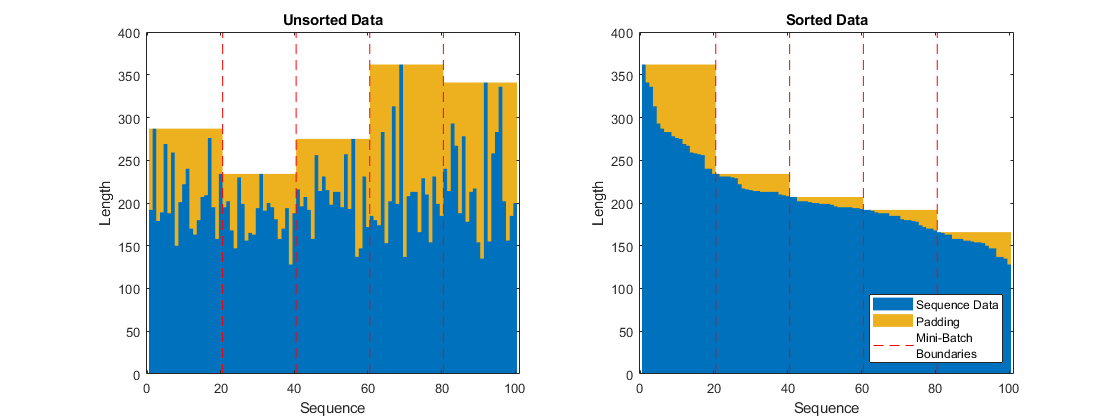 Unsorted Data
400
350
300
250
200
150
100
50
0
Length
0 20 40 60 80 100
Sequence
Sorted Data
400
350
300
250
200
150
100
50
0
Length
0 20 40 60 80 100
Sequence
Sequence Data
Padding
Mini-Batch
Boundaries